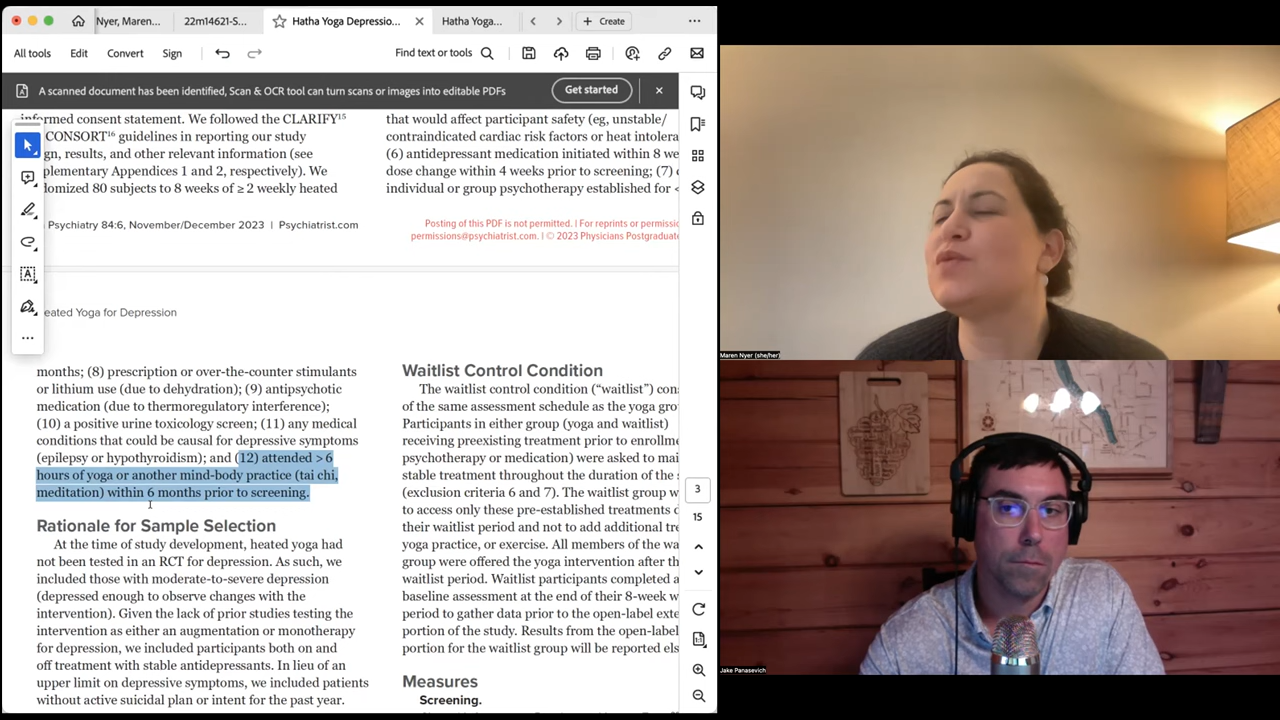 Nyer, Maren...
22m14621-S...
Hatha Yoga Depressio...
Hatha Yoga...
Create
All tools
Edit
Convert
Sign
Find text or tools
A scanned document has been identified, Scan & OCR tool can turn scans or images into editable PDFs
Get started
informed consent statement. We followed the CLARIFY15
CONSORT16 guidelines in reporting our study
gn, results, and other relevant information (see
plementary Appendices 1 and 2, respectively). We
domized 80 subjects to 8 weeks of ≥ 2 weekly heated
Psychiatry 84:6, November/December 2023 | Psychiatrist.com
that would affect participant safety (eg, unstable/
contraindicated cardiac risk factors or heat intolera
(6) antidepressant medication initiated within 8 we
dose change within 4 weeks prior to screening; (7) c
individual or group psychotherapy established for <
Posting of this PDF is not permitted. | For reprints or permissio
permissions@psychiatrist.com. | © 2023 Physicians Postgraduate
eated Yoga for Depression
months; (8) prescription or over-the-counter stimulants
or lithium use (due to dehydration); (9) antipsychotic
medication (due to thermoregulatory interference);
(10) a positive urine toxicology screen; (11) any medical
conditions that could be causal for depressive symptoms
(epilepsy or hypothyroidism); and (12) attended > 6
hours of yoga or another mind-body practice (tai chi,
meditation) within 6 months prior to screening.
Rationale for Sample Selection
At the time of study development, heated yoga had
not been tested in an RCT for depression. As such, we
included those with moderate-to-severe depression
(depressed enough to observe changes with the
intervention). Given the lack of prior studies testing the
intervention as either an augmentation or monotherapy
for depression, we included participants both on and
off treatment with stable antidepressants. In lieu of an
upper limit on depressive symptoms, we included patients
without active suicidal plan or intent for the past year.
Waitlist Control Condition
The waitlist control condition (“waitlist”) cons
of the same assessment schedule as the yoga grou
Participants in either group (yoga and waitlist)
receiving preexisting treatment prior to enrollme
psychotherapy or medication) were asked to mai
stable treatment throughout the duration of the s
(exclusion criteria 6 and 7). The waitlist group w
to access only these pre-established treatments d
their waitlist period and not to add additional tre
yoga practice, or exercise. All members of the wa
group were offered the yoga intervention after th
waitlist period. Waitlist participants completed a
baseline assessment at the end of their 8-week w
period to gather data prior to the open-label exte
portion of the study. Results from the open-label
portion for the waitlist group will be reported els
Measures
Screening.
3
15
Maren Nyer (she/her)
Jake Panasevich